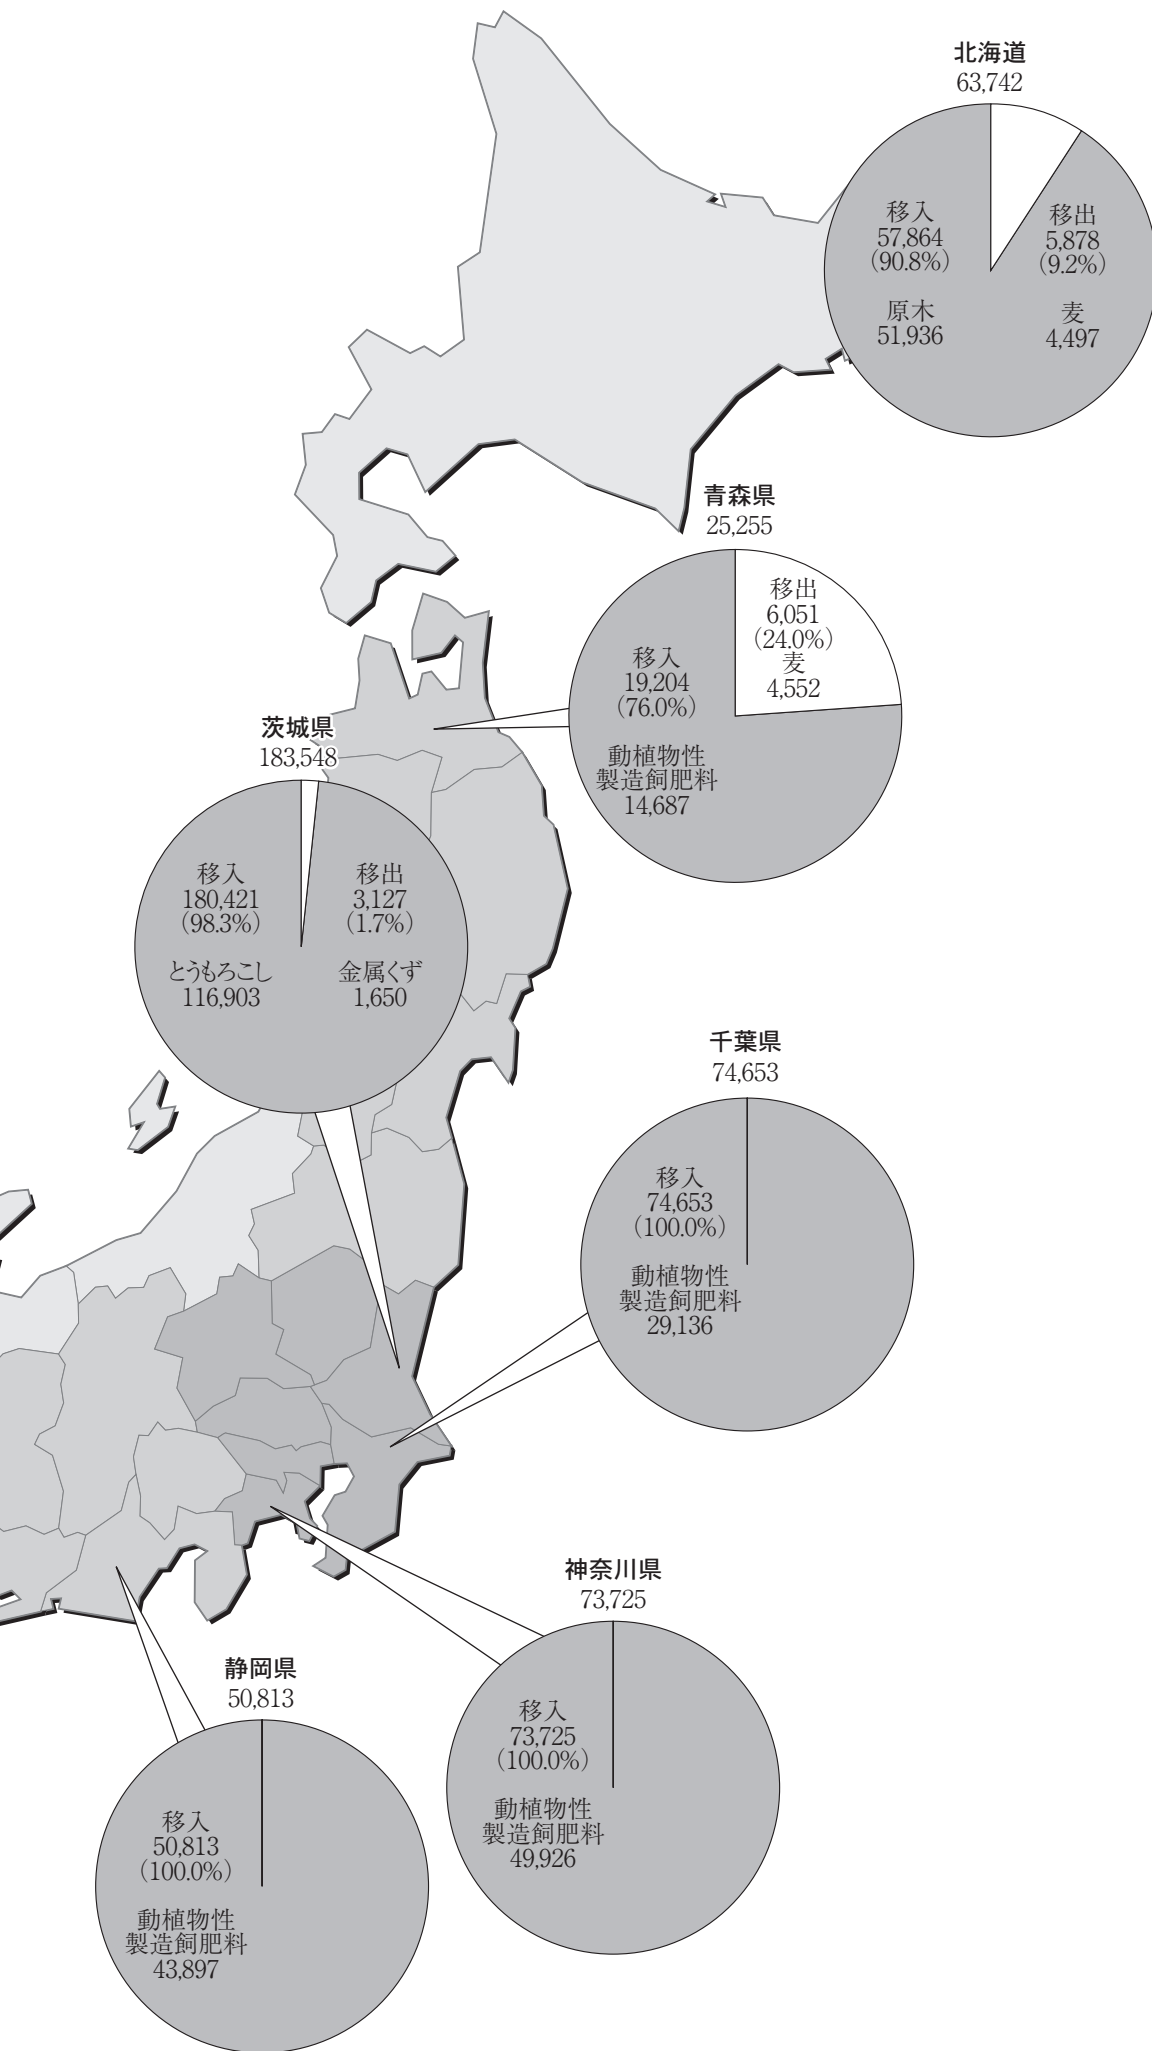 北海道
63,742
移入
57,864
(90.8%)
原木
51,936
移出
5,878
(9.2%)
麦
4,497
青森県
25,255
移出
6,051
(24.0%)
麦
4,552
移入
19,204
(76.0%)
動植物性
製造飼肥料
14,687
茨城県
183,548
移入
180,421
(98.3%)
とうもろこし
116,903
移出
3,127
(1.7%)
金属くず
1,650
千葉県
74,653
移入
74,653
(100.0%)
動植物性
製造飼肥料
29,136
神奈川県
73,725
移入
73,725
(100.0%)
動植物性
製造飼肥料
49,926
静岡県
50,813
移入
50,813
(100.0%)
動植物性
製造飼肥料
43,897